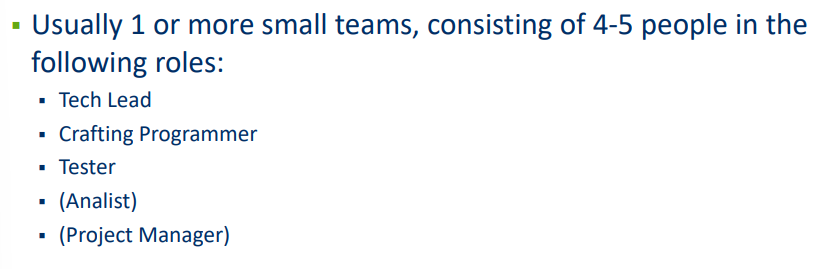 ▪ Usually 1 or more small teams, consisting of 4-5 people in the
following roles:
▪ Tech Lead
▪ Crafting Programmer
▪ Tester
▪ (Analist)
▪ (Project Manager)